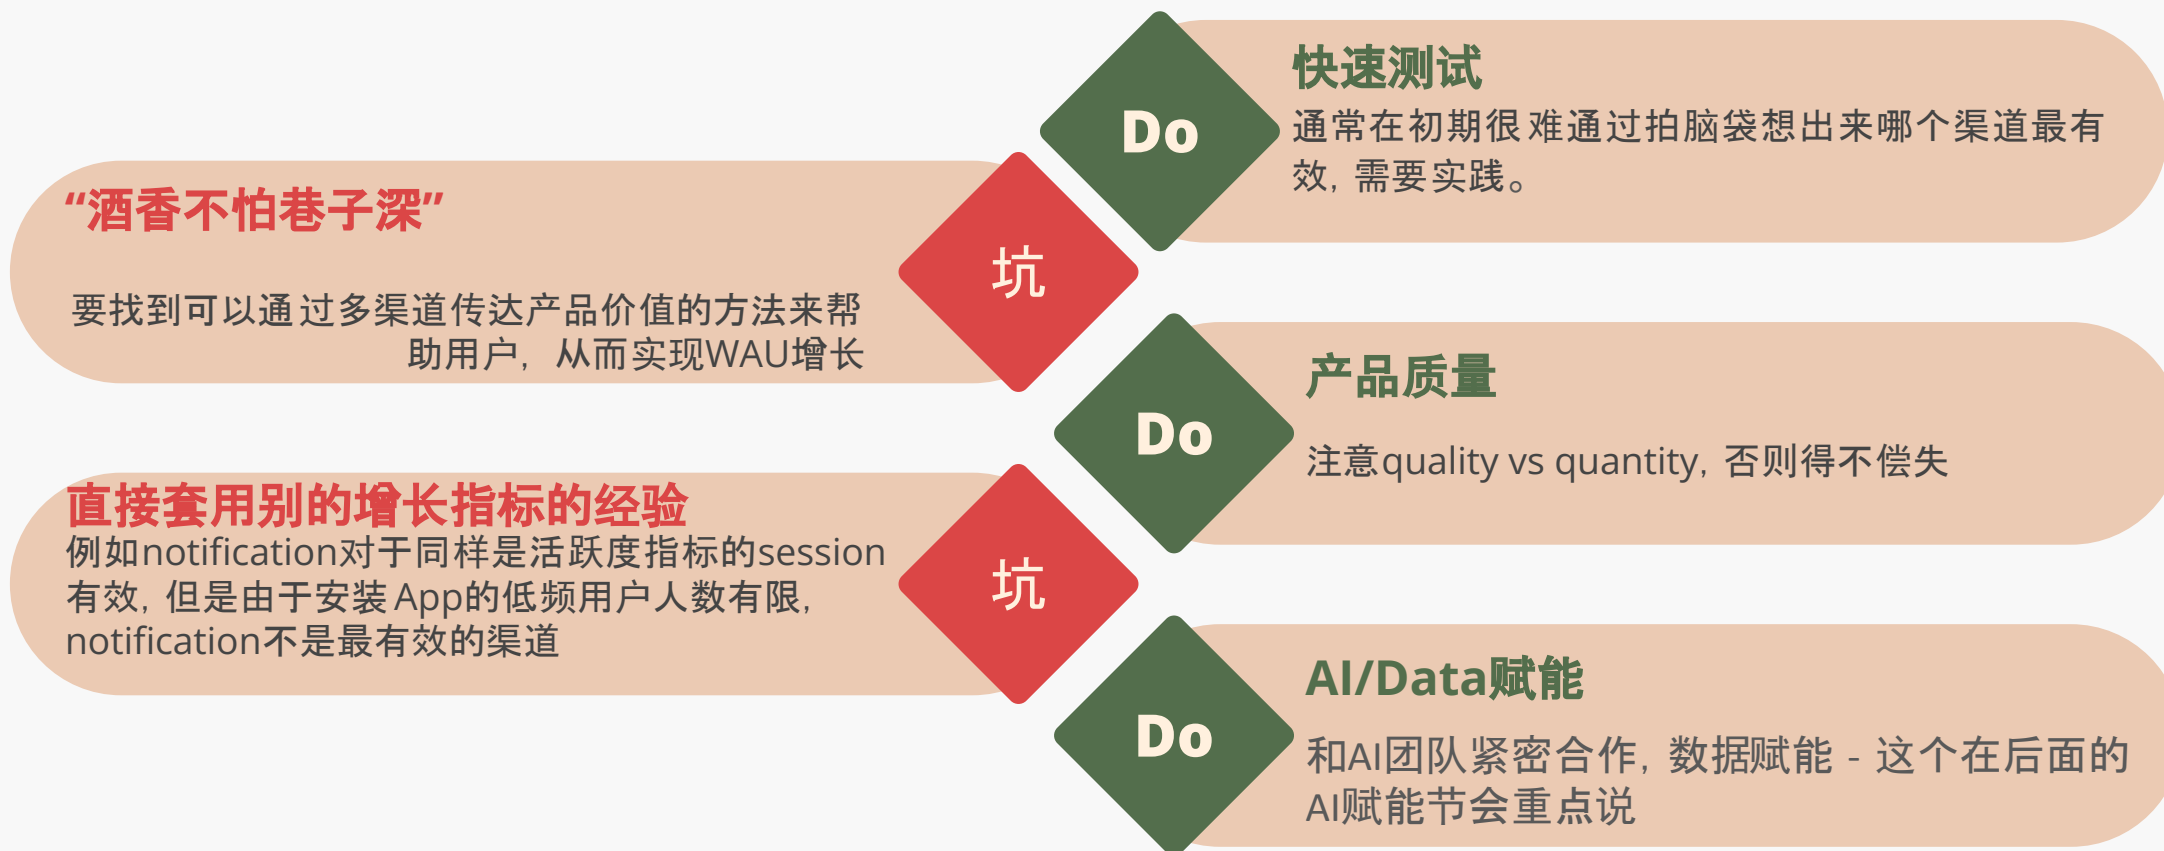 Do
快速测试
通常在初期很难通过拍脑袋想出来哪个渠道最有
效, 需要实践。
“酒香不怕巷子深”
要找到可以通过多渠道传达产品价值的方法来帮
助用户, 从而实现WAU增长
坑
Do
产品质量
注意quality vs quantity, 否则得不偿失
直接套用别的增长指标的经验
例如notification对于同样是活跃度指标的session
有效, 但是由于安装App的低频用户人数有限,
notification不是最有效的渠道
坑
Do
AI/Data赋能
和AI团队紧密合作, 数据赋能 - 这个在后面的
AI赋能节会重点说